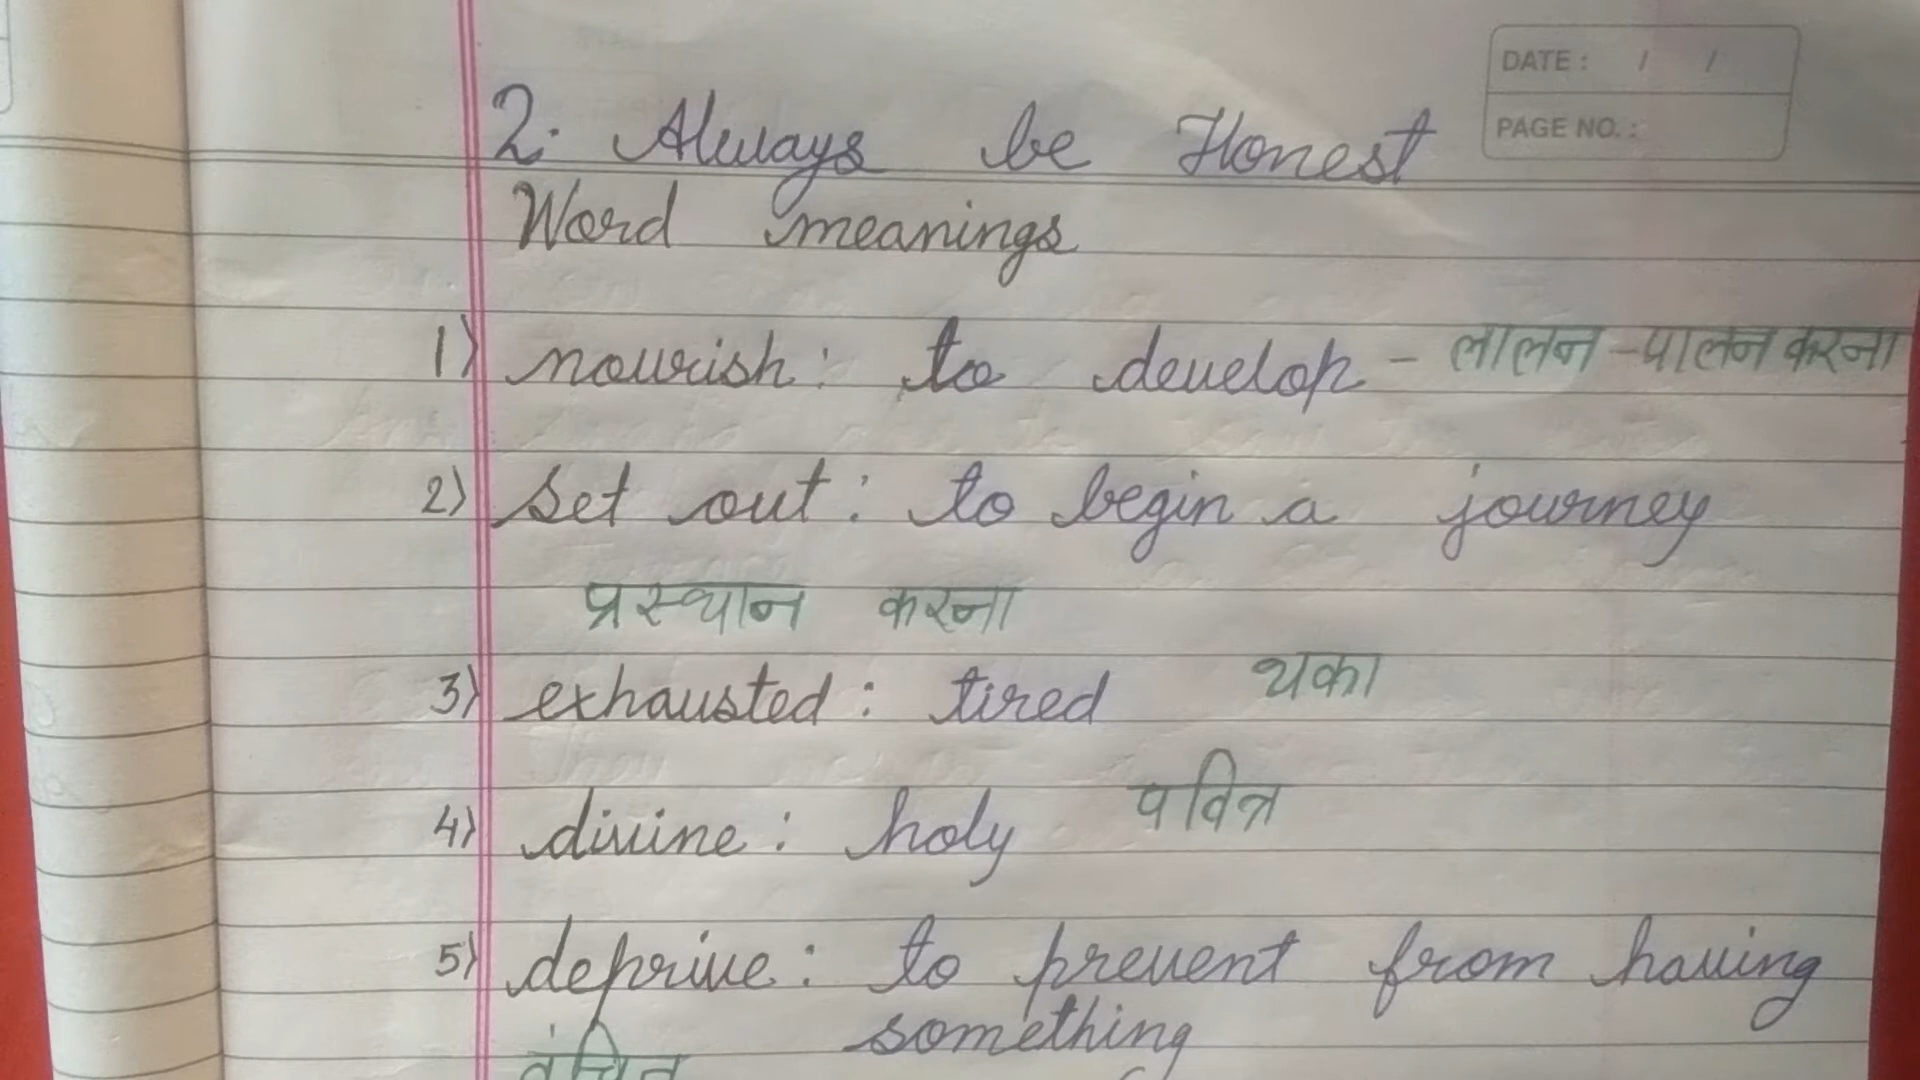 DATE : / /
PAGE NO. :
2. Always be Honest
Word meanings
1) nourish : to develop - लालन - पालन करना
2) set out : to begin a journey
प्रस्थान करना
3) exhausted : tired थका
4) divine : holy पवित्र
5) deprive : to prevent from having
something
वंचित